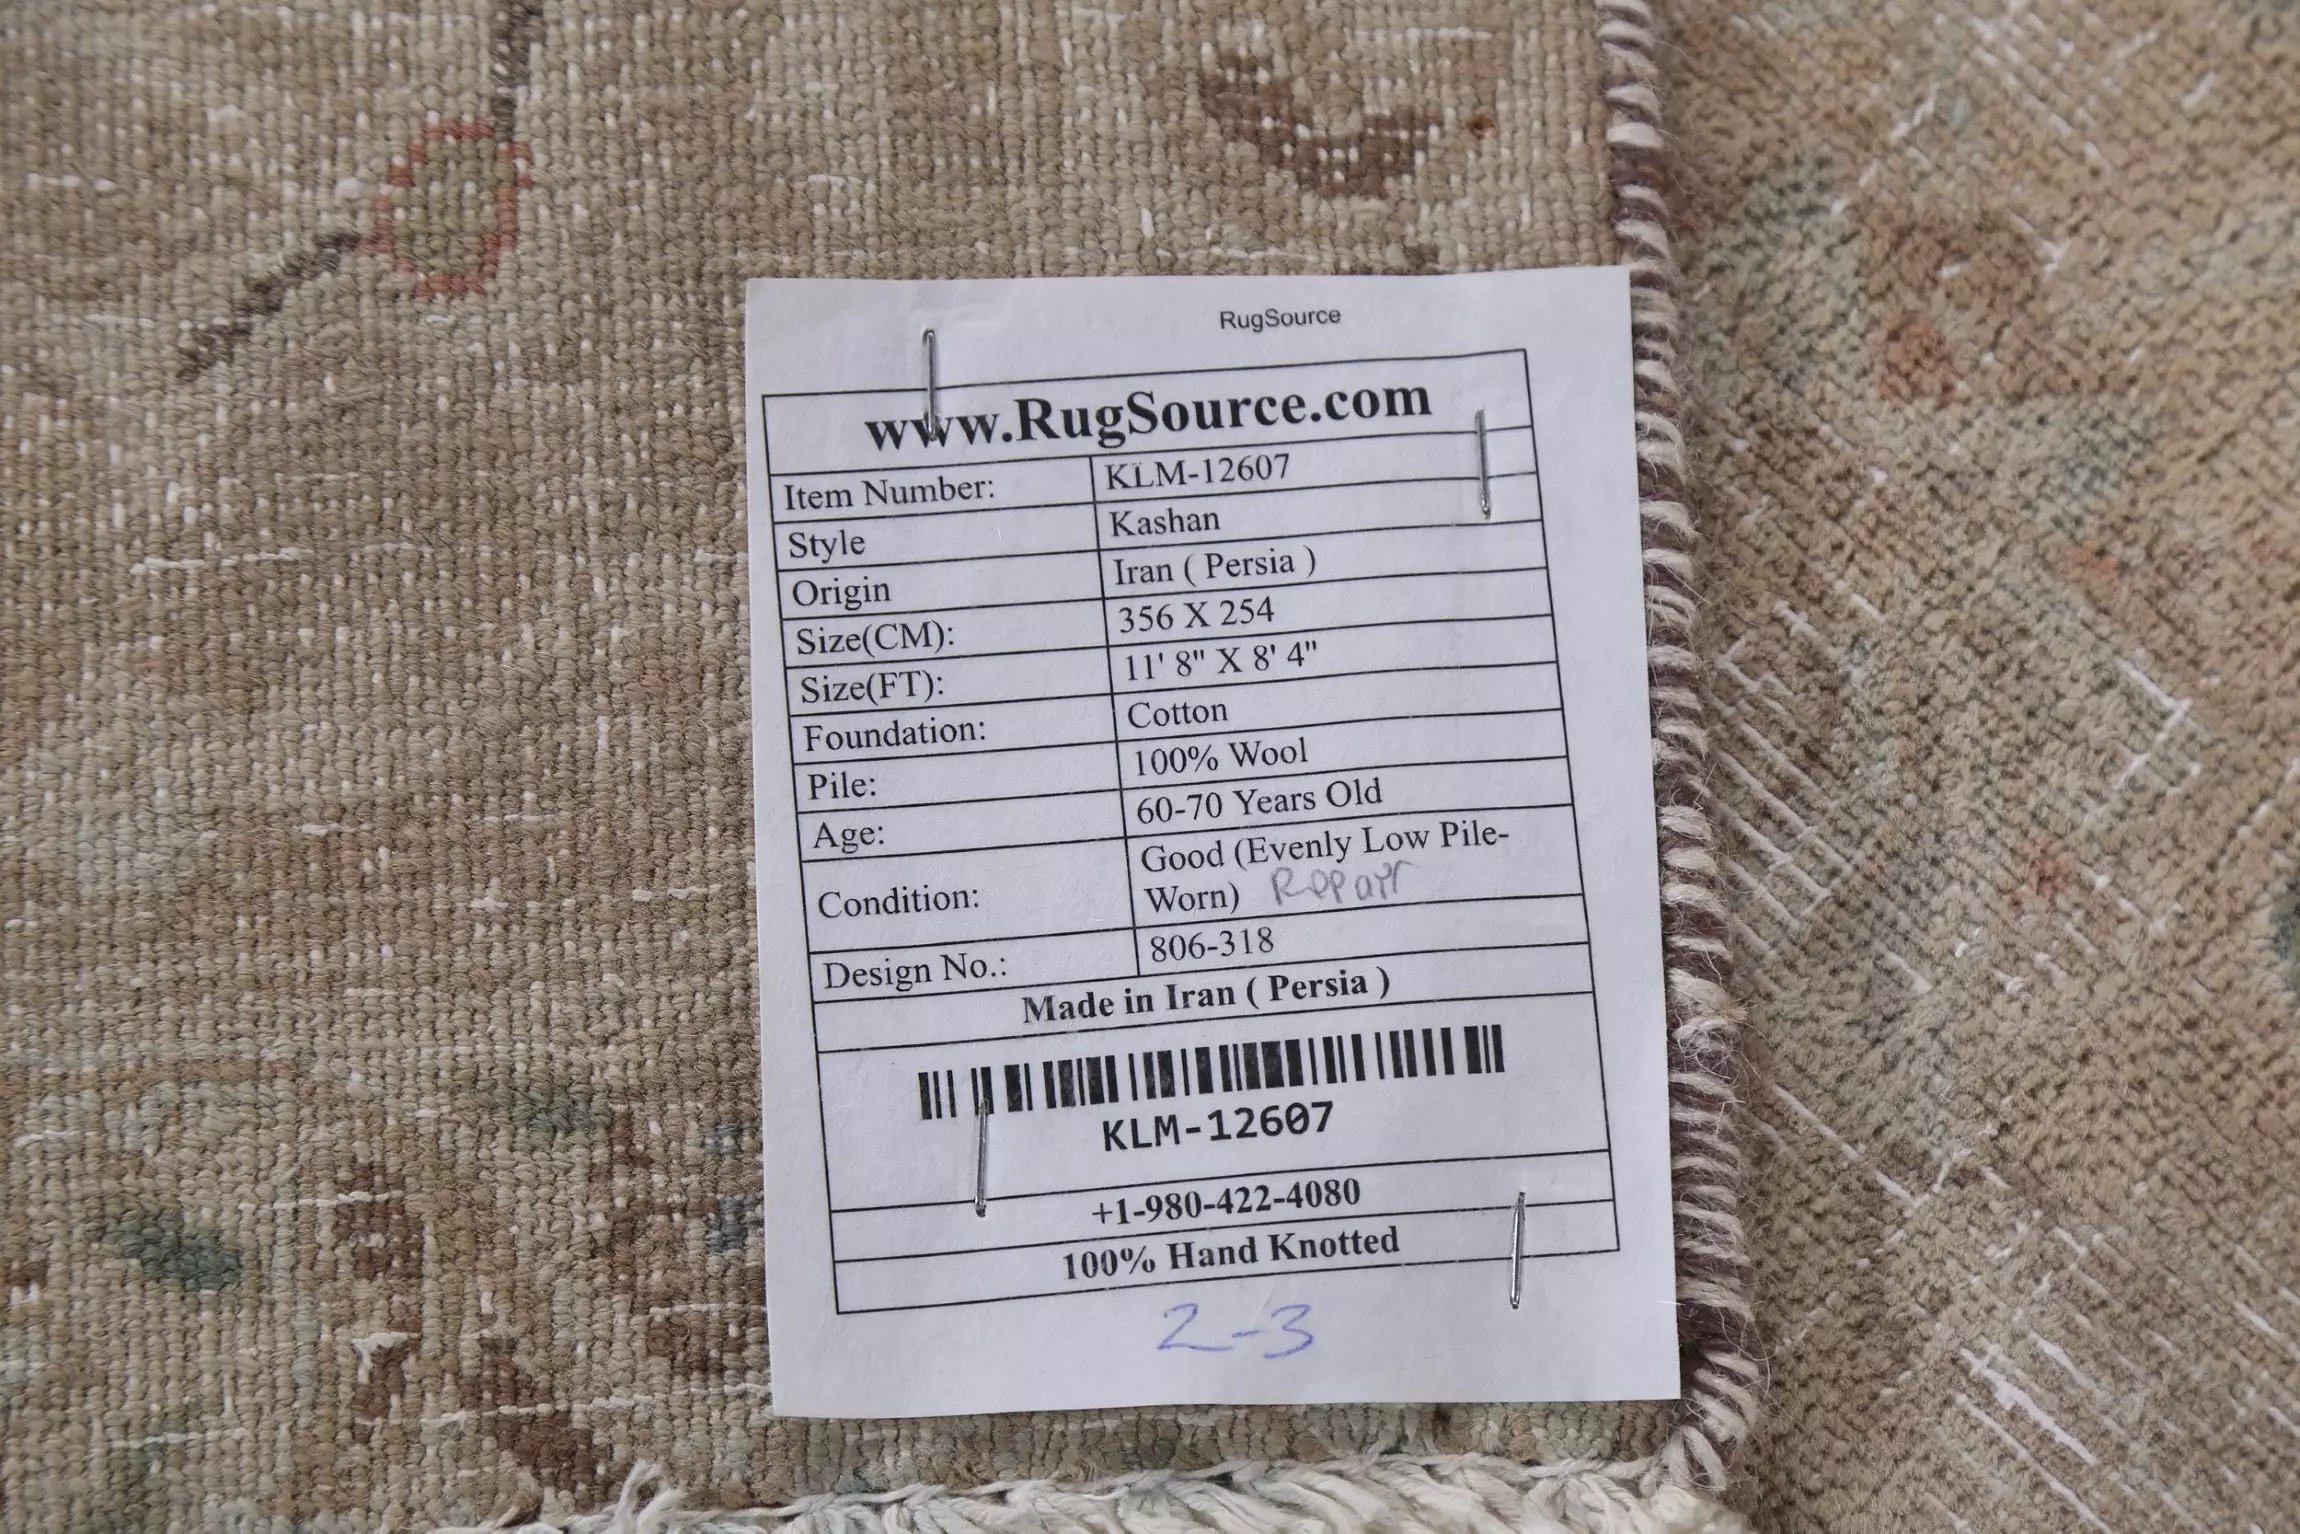 RugSource
www.RugSource.com
Item Number: KLM-12607
Style Kashan
Origin Iran ( Persia )
Size(CM): 356 X 254
Size(FT): 11' 8" X 8' 4"
Foundation: Cotton
Pile: 100% Wool
Age: 60-70 Years Old
Condition: Good (Evenly Low Pile-
Worn) Repair
Design No.: 806-318
Made in Iran ( Persia )
KLM-12607
+1-980-422-4080
100% Hand Knotted
2-3